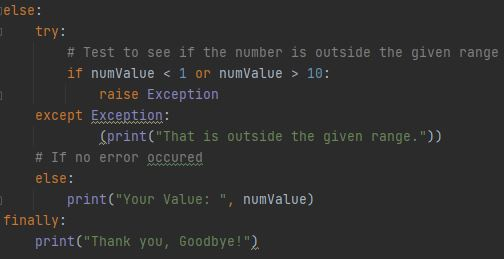 else:
    try:
        # Test to see if the number is outside the given range
        if numValue < 1 or numValue > 10:
            raise Exception
    except Exception:
            (print("That is outside the given range."))
    # If no error occured
    else:
        print("Your Value: ", numValue)
finally:
    print("Thank you, Goodbye!")